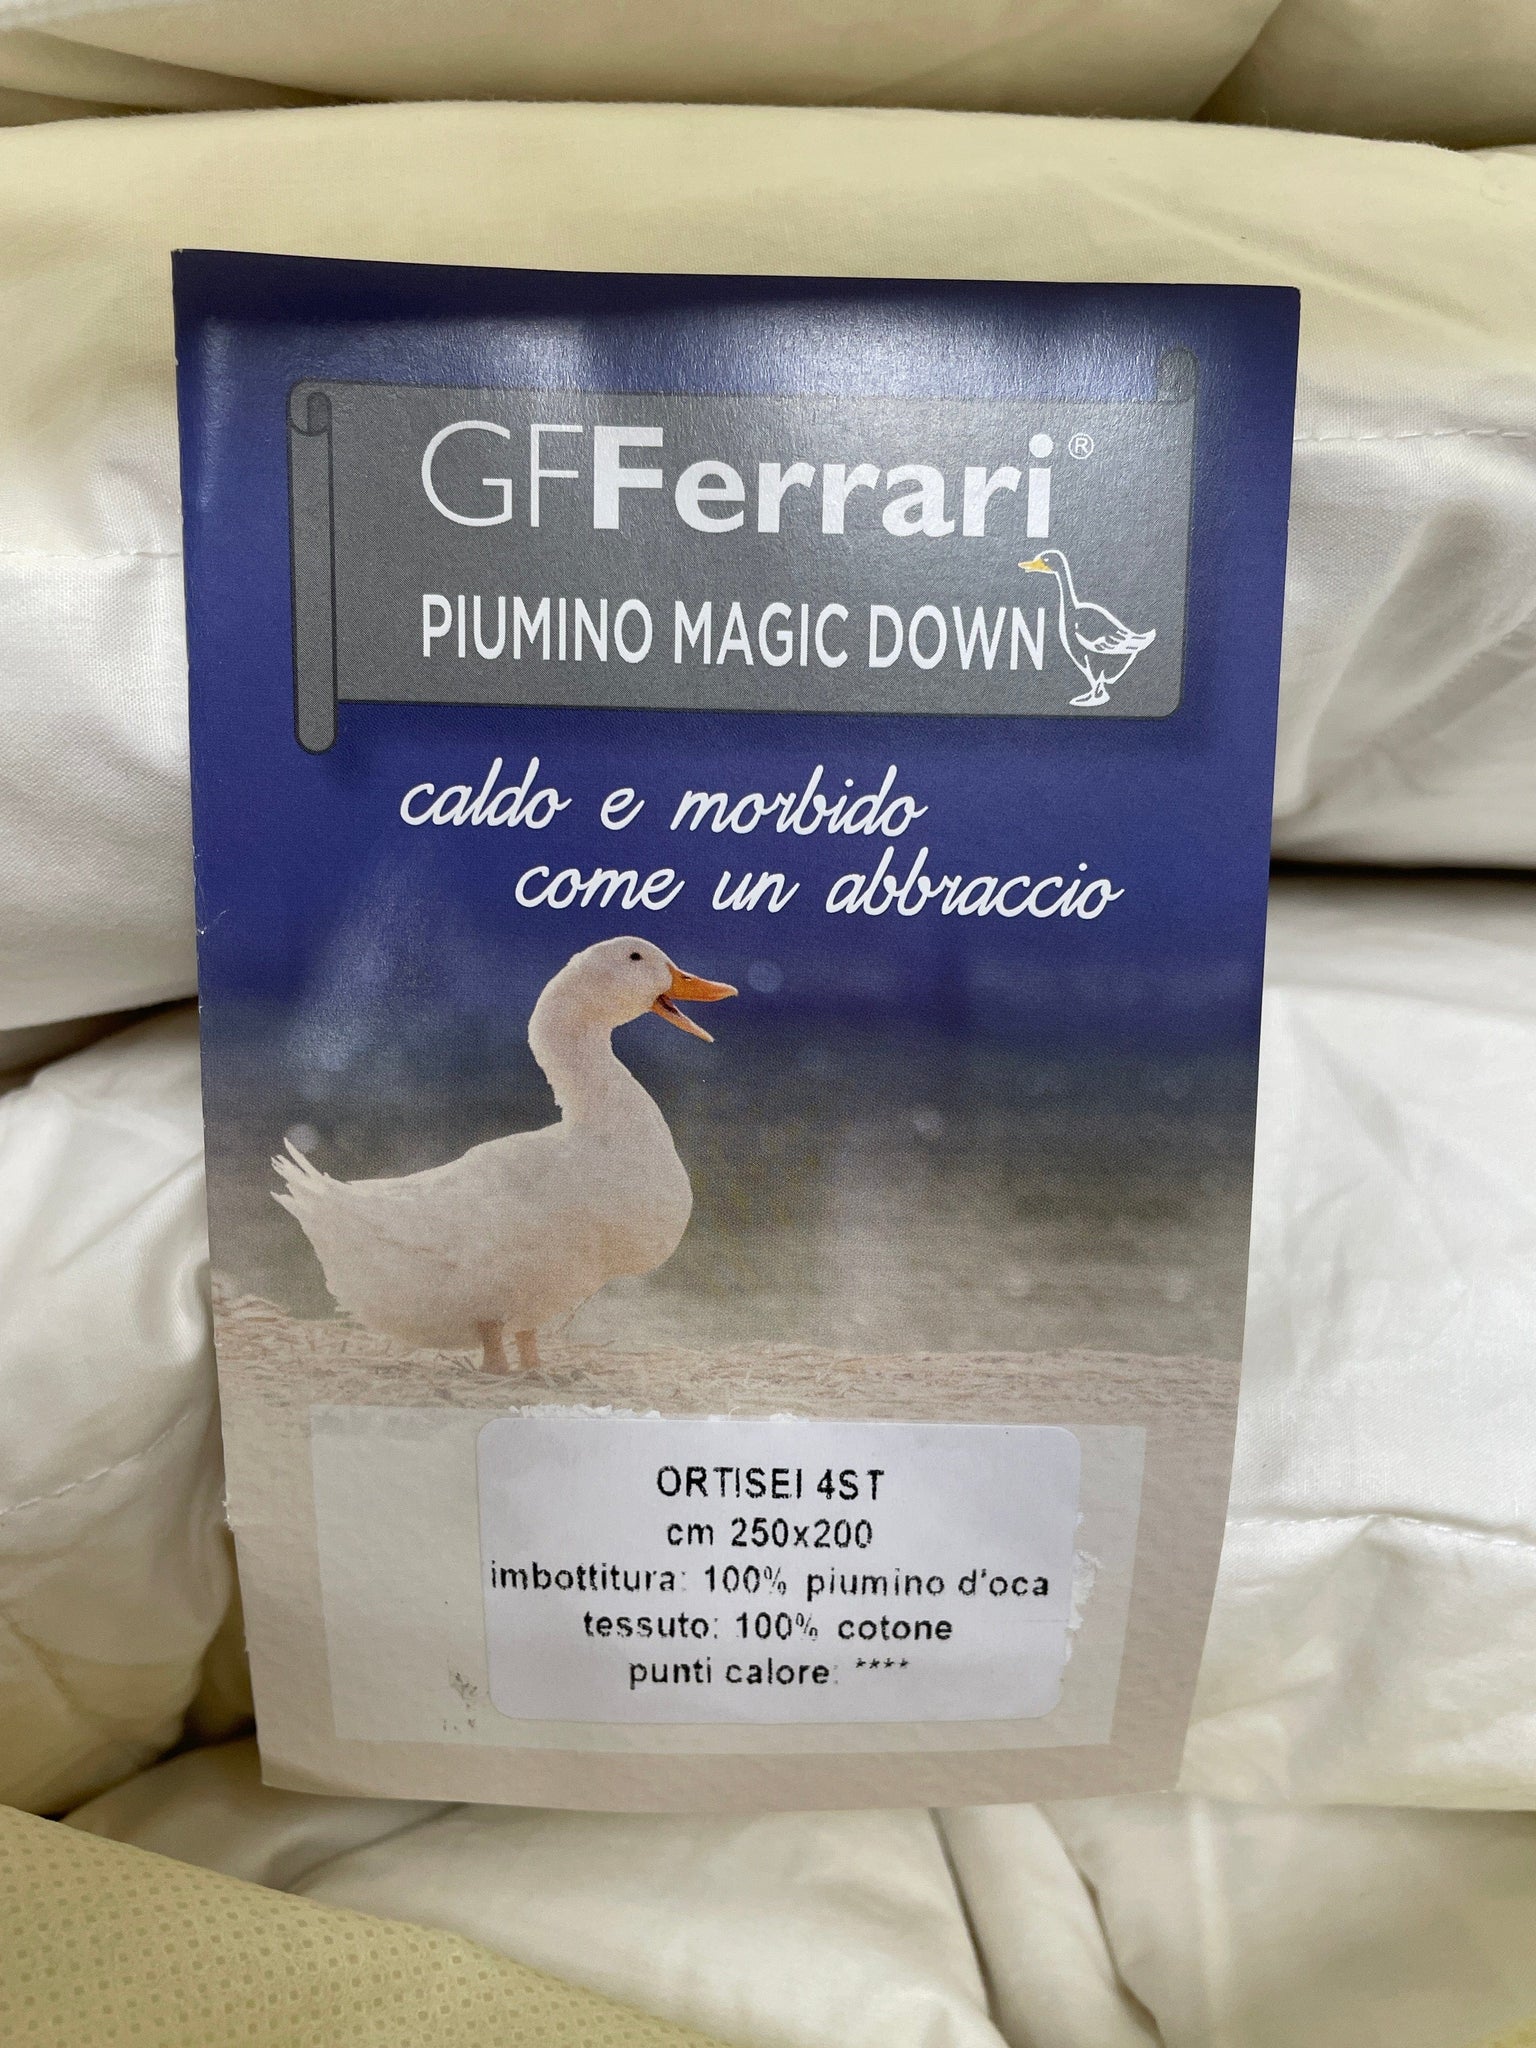 GFFerrari®
PIUMINO MAGIC DOWN
caldo e morbido
come un abbraccio
ORTISEI 4ST
cm 250x200
imbottitura: 100% piumino d'oca
tessuto: 100% cotone
punti calore: ****